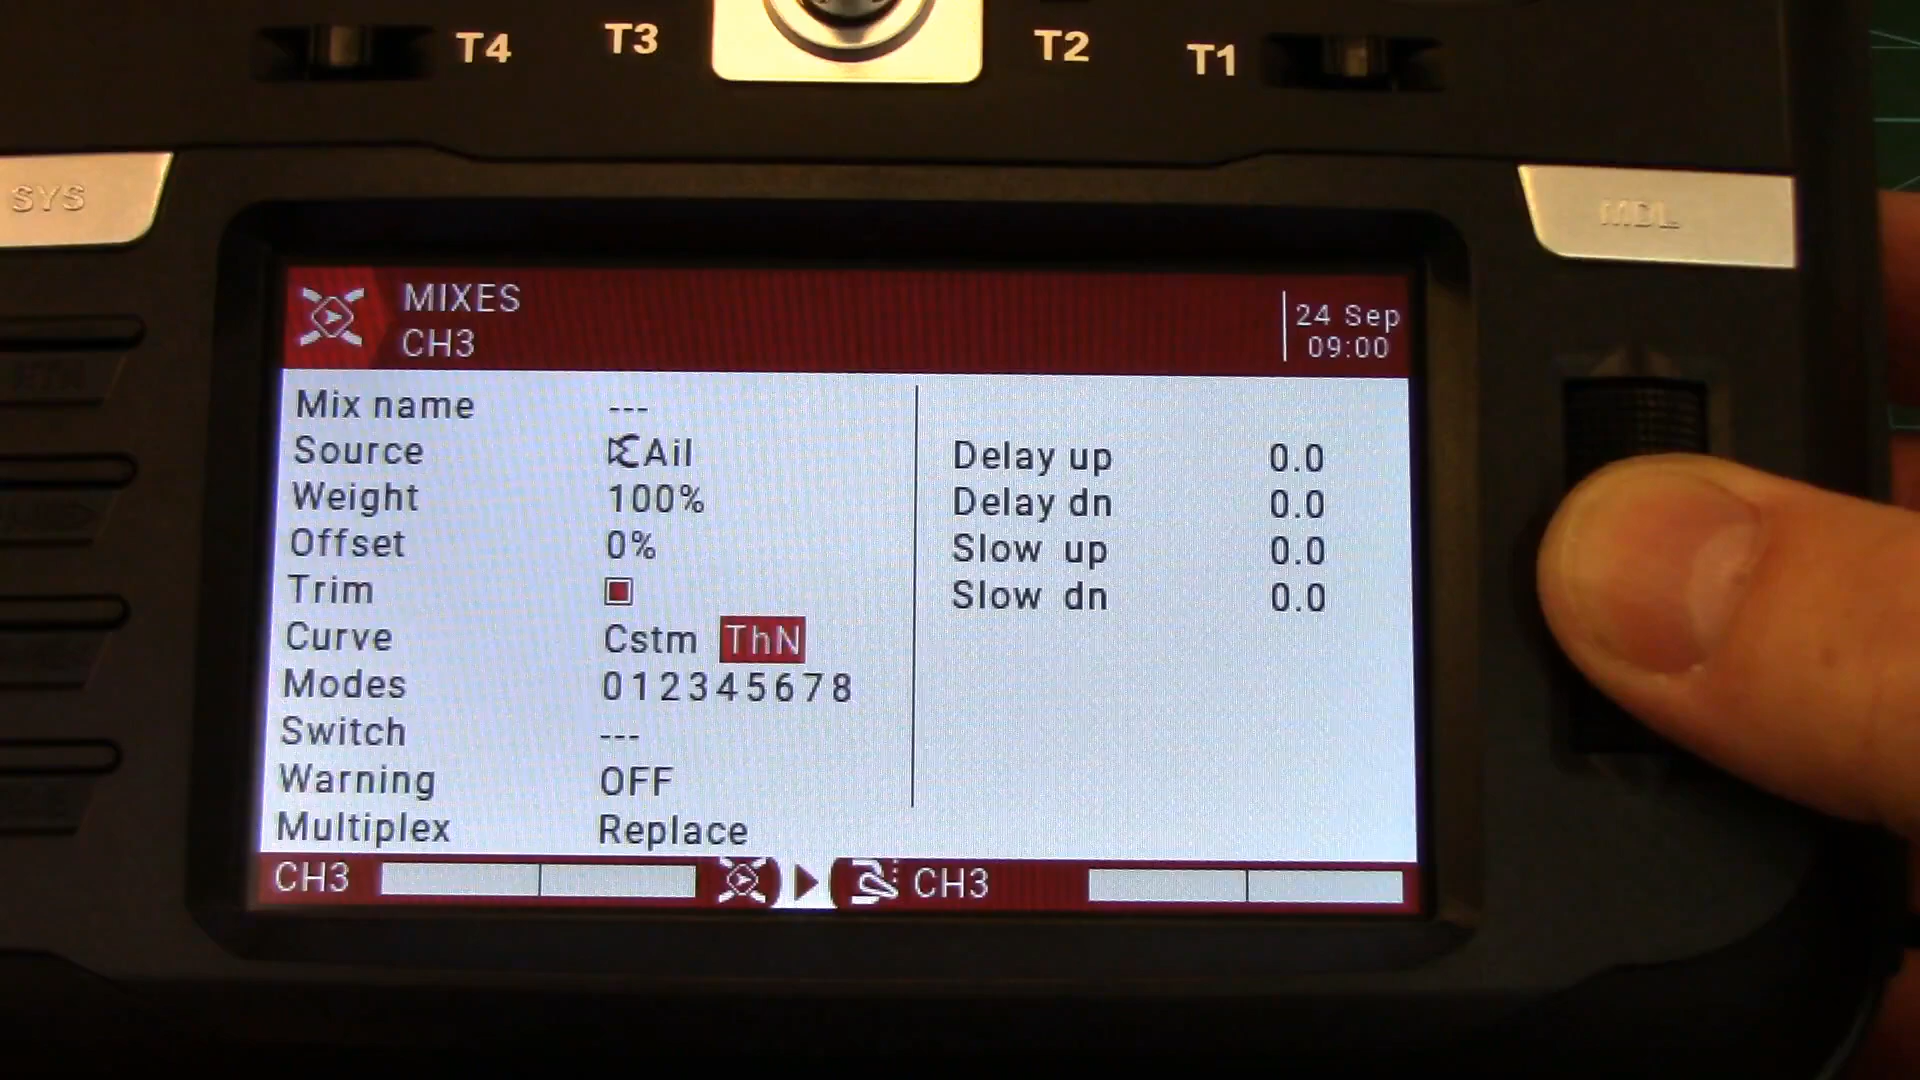 T4 T3 T2 T1
SYS
MDL
MIXES
CH3
24 Sep
09:00
Mix name ---
Source Ail
Weight 100%
Offset 0%
Trim
Curve Cstm ThN
Modes 0 1 2 3 4 5 6 7 8
Switch ---
Warning OFF
Multiplex Replace
Delay up 0.0
Delay dn 0.0
Slow up 0.0
Slow dn 0.0
CH3 CH3